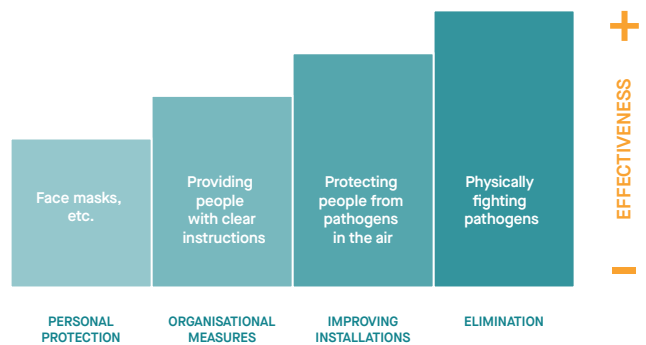 Face masks,
etc.
Providing
people
with clear
instructions
Protecting
people from
pathogens
in the air
Physically
fighting
pathogens
+
EFFECTIVENESS
−
PERSONAL
PROTECTION
ORGANISATIONAL
MEASURES
IMPROVING
INSTALLATIONS
ELIMINATION